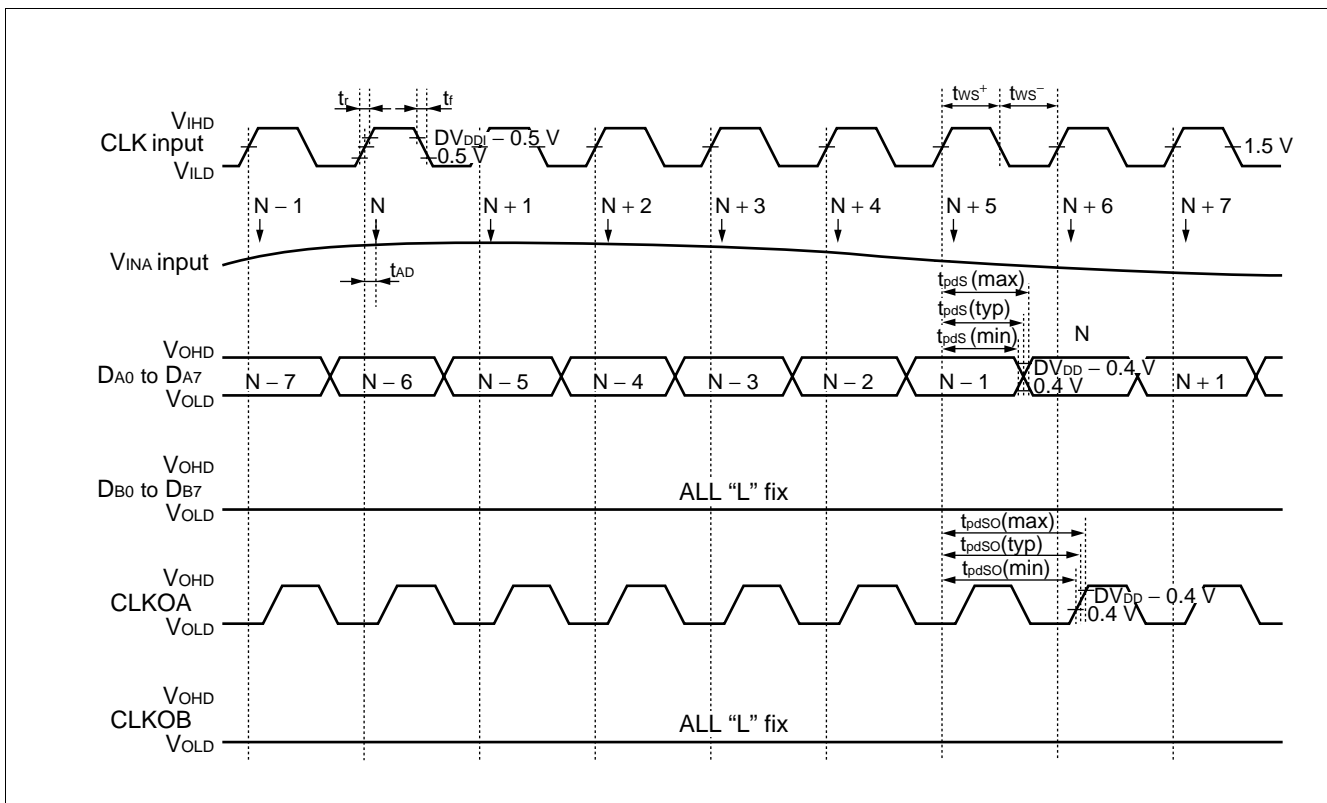 tr tf tWS+ tWS−
VIHD
CLK input
VILD
DVDDI − 0.5 V
0.5 V
1.5 V
N − 1 N N + 1 N + 2 N + 3 N + 4 N + 5 N + 6 N + 7
VINA input
tAD
tpdS (max)
tpdS (typ)
tpdS (min)
N
VOHD
DA0 to DA7
VOLD
N − 7 N − 6 N − 5 N − 4 N − 3 N − 2 N − 1 N + 1
DVDD − 0.4 V
0.4 V
VOHD
DB0 to DB7
VOLD
ALL “L” fix
tpdSO(max)
tpdSO(typ)
tpdSO(min)
VOHD
CLKOA
VOLD
DVDD − 0.4 V
0.4 V
VOHD
CLKOB
VOLD
ALL “L” fix